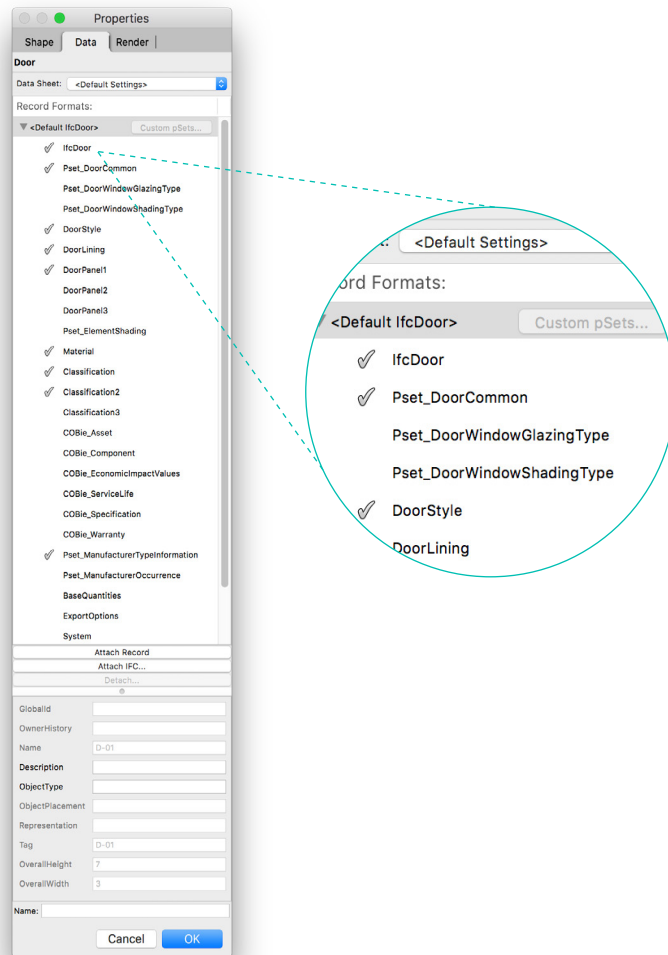 Properties
Shape Data Render
Door
Data Sheet: <Default Settings>
Record Formats:
<Default IfcDoor> Custom pSets...
IfcDoor
Pset_DoorCommon
Pset_DoorWindowGlazingType
Pset_DoorWindowShadingType
DoorStyle
DoorLining
DoorPanel1
DoorPanel2
DoorPanel3
Pset_ElementShading
Material
Classification
Classification2
Classification3
COBie_Asset
COBie_Component
COBie_EconomicImpactValues
COBie_ServiceLife
COBie_Specification
COBie_Warranty
Pset_ManufacturerTypeInformation
Pset_ManufacturerOccurrence
BaseQuantities
ExportOptions
System
Attach Record
Attach IFC...
Detach...
GlobalId
OwnerHistory
Name D-01
Description
ObjectType
ObjectPlacement
Representation
Tag D-01
OverallHeight 7
OverallWidth 3
Name:
Cancel OK
<Default Settings>
ord Formats:
<Default IfcDoor> Custom pSets...
IfcDoor
Pset_DoorCommon
Pset_DoorWindowGlazingType
Pset_DoorWindowShadingType
DoorStyle
DoorLining